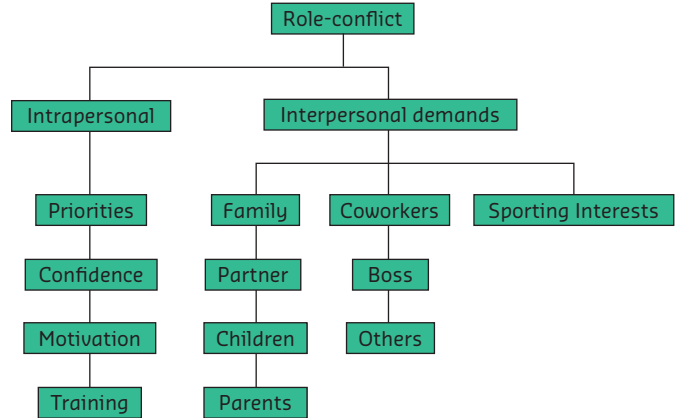 Role-conflict
Intrapersonal
Interpersonal demands
Priorities
Family
Coworkers
Sporting Interests
Confidence
Partner
Boss
Motivation
Children
Others
Training
Parents